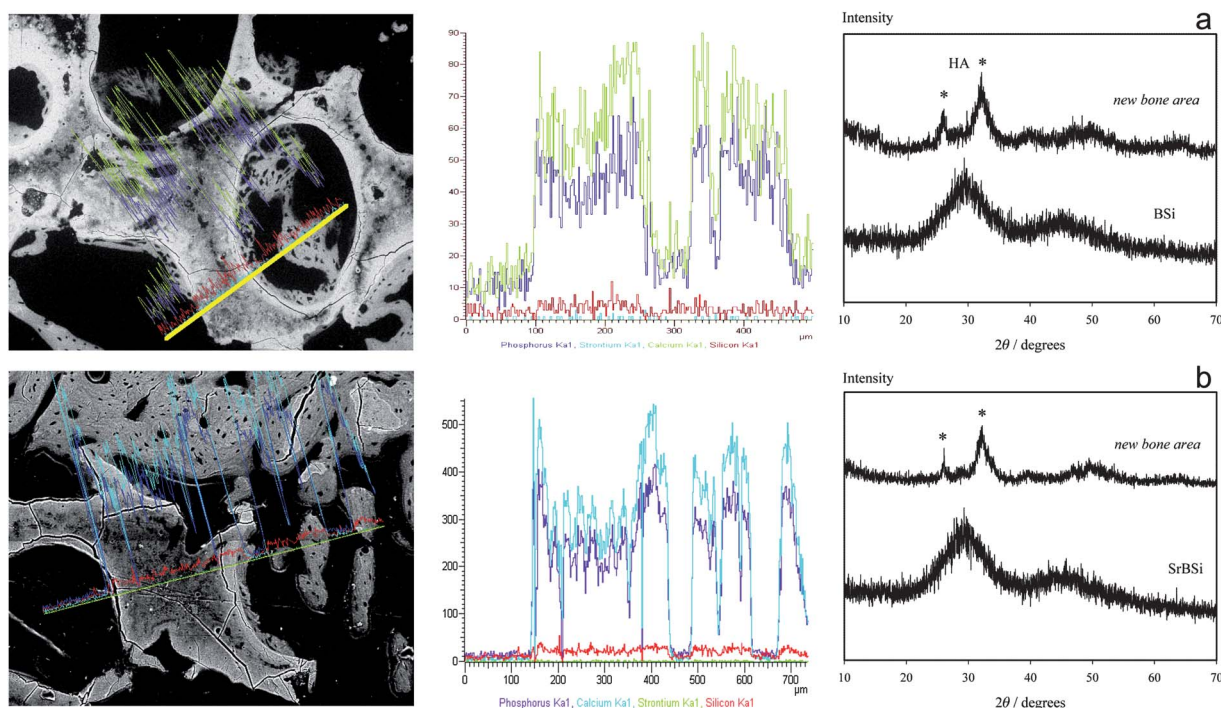 90
80
70
60
50
40
30
20
10
0
0 100 200 300 400
µm
Phosphorus Ka1, Strontium Ka1, Calcium Ka1, Silicon Ka1
Intensity
a
HA
*
*
new bone area
BSi
10 20 30 40 50 60 70
2θ / degrees
500
400
300
200
100
0
0 100 200 300 400 500 600 700
µm
Phosphorus Ka1, Calcium Ka1, Strontium Ka1, Silicon Ka1
Intensity
b
*
*
new bone area
SrBSi
10 20 30 40 50 60 70
2θ / degrees